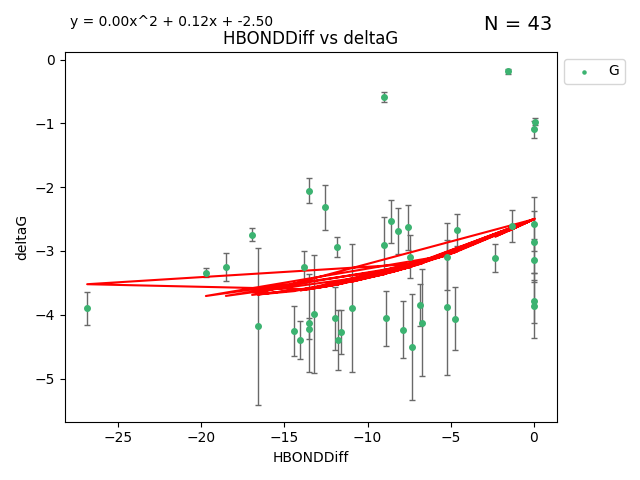 y = 0.00x^2 + 0.12x + -2.50
N = 43
HBONDDiff vs deltaG
G
0
−1
−2
−3
−4
−5
deltaG
−25
−20
−15
−10
−5
0
HBONDDiff